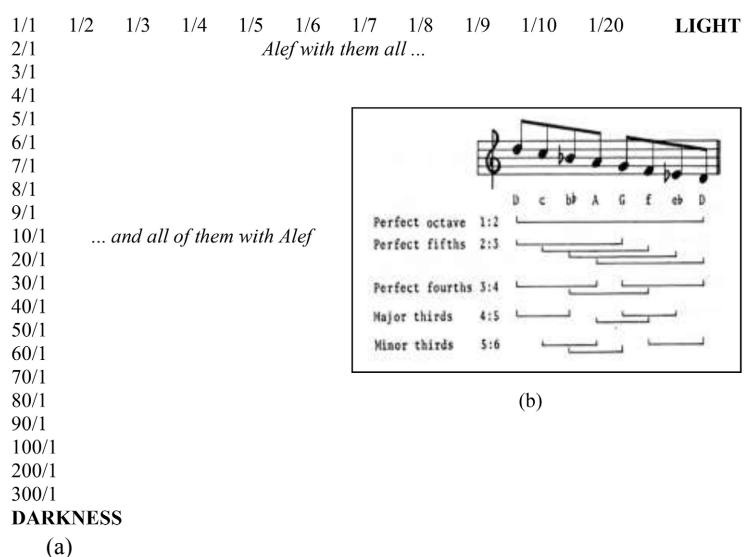 1/1 1/2 1/3 1/4 1/5 1/6 1/7 1/8 1/9 1/10 1/20 LIGHT
2/1 Alef with them all ...
3/1
4/1
5/1
6/1
7/1
8/1
9/1
10/1 ... and all of them with Alef
20/1
30/1
40/1
50/1
60/1
70/1
80/1
90/1
100/1
200/1
300/1
DARKNESS
(a)
D c b♭ A G f e♭ D
Perfect octave 1:2
Perfect fifths 2:3
Perfect fourths 3:4
Major thirds 4:5
Minor thirds 5:6
(b)